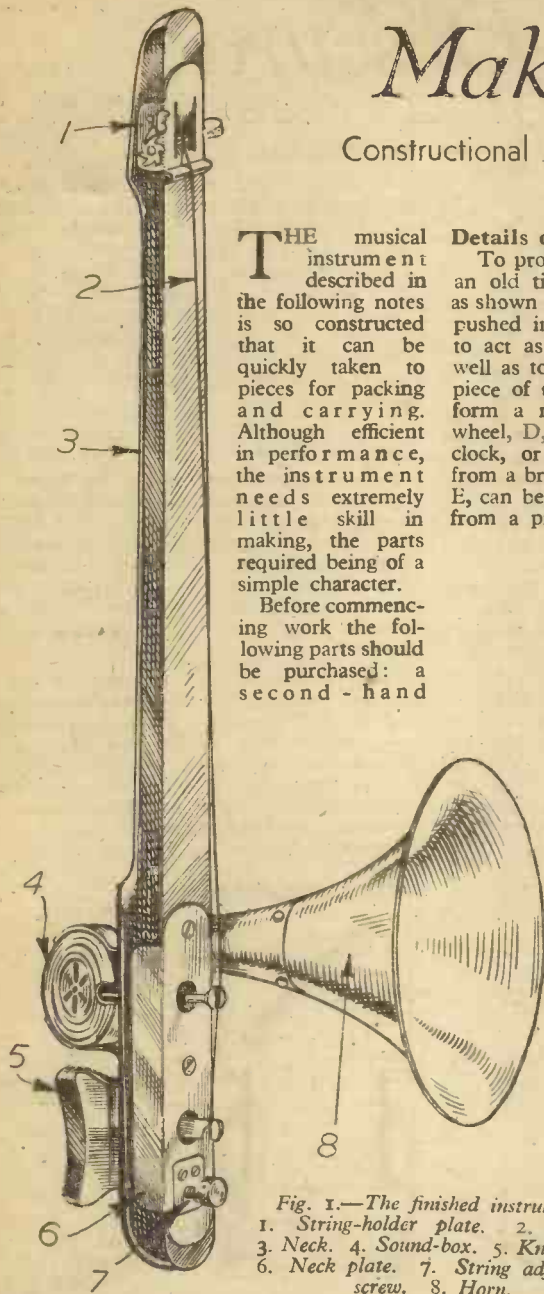 Mak
Constructional
THE musical
instrument
described in
the following notes
is so constructed
that it can be
quickly taken to
pieces for packing
and carrying.
Although efficient
in performance,
the instrument
needs extremely
little skill in
making, the parts
required being of a
simple character.
Before commenc-
ing work the fol-
lowing parts should
be purchased: a
second-hand
Details
To pro
an old ti
as shown
pushed in
to act as
well as to
piece of
form a
wheel, D,
clock, or
from a br
E, can be
from a p
1
2
3
4
5
6
7
8
Fig. 1.—The finished instru
1. String-holder plate. 2.
3. Neck. 4. Sound-box. 5. Kn
6. Neck plate. 7. String adj
screw. 8. Horn.